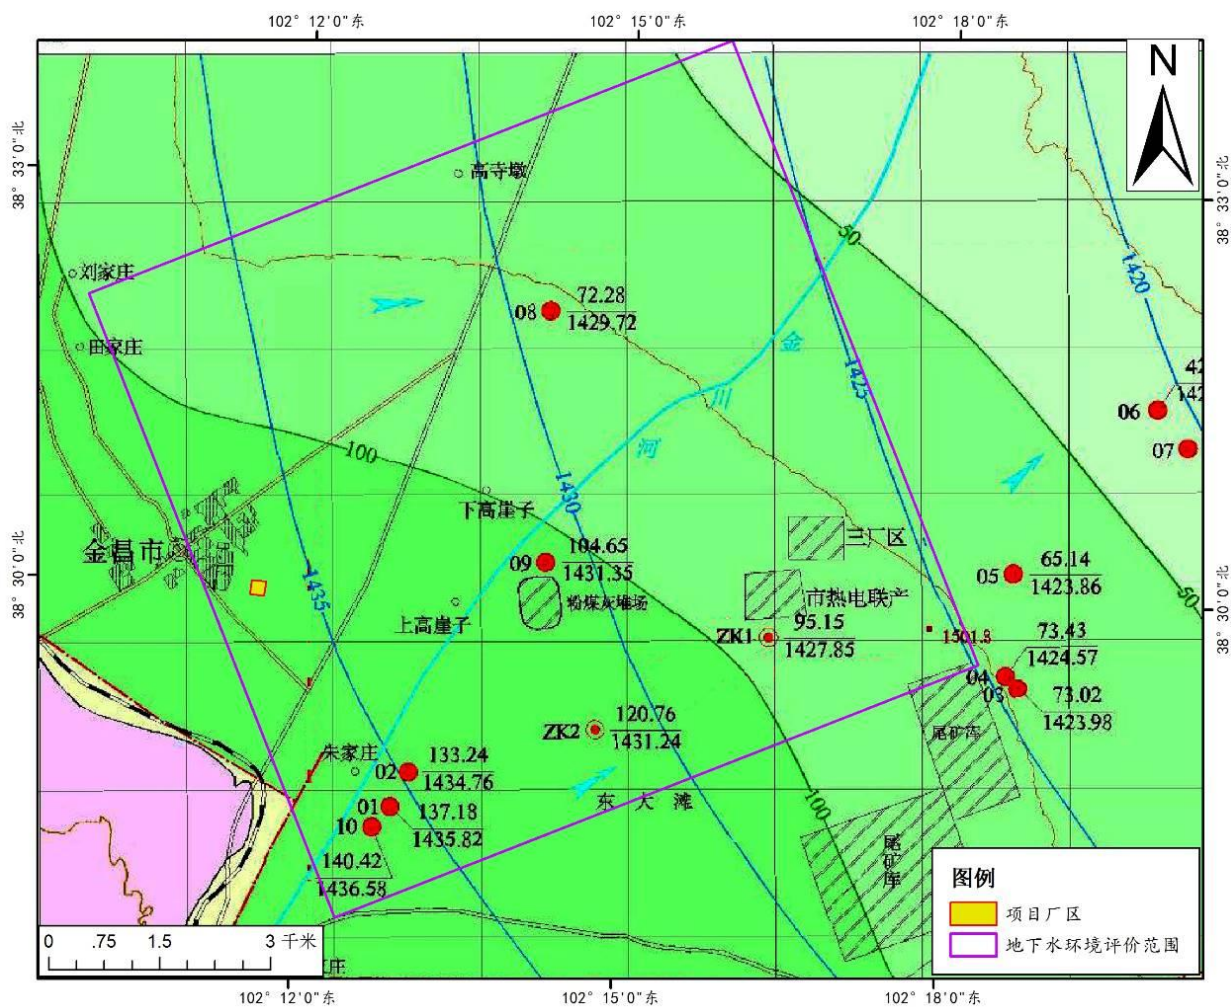 102° 12'0"东
102° 15'0"东
102° 18'0"东
N
38° 33'0"北
38° 33'0"北
高寺墩
50
刘家庄
1420
72.28
08
1429.72
金
田家庄
1425
川
06
河
07
100
1430
下高崖子
三厂区
金昌市
104.65
09
1431.35
65.14
05
1423.86
38° 30'0"北
38° 30'0"北
50
1435
粉煤灰堆场
市热电联产
上高崖子
95.15
ZK1
1427.85
1501.8
73.43
1424.57
04
03
73.02
1423.98
120.76
ZK2
1431.24
尾矿库
朱家庄
133.24
02
1434.76
东大滩
100
137.18
01
1435.82
10
140.42
1436.58
尾矿库
图例
项目厂区
地下水环境评价范围
0 .75 1.5 3 千米
庄
102° 12'0"东
102° 15'0"东
102° 18'0"东